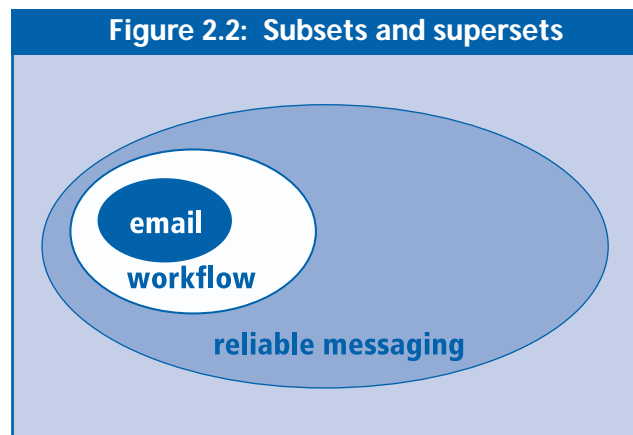 Figure 2.2: Subsets and supersets
email
workflow
reliable messaging